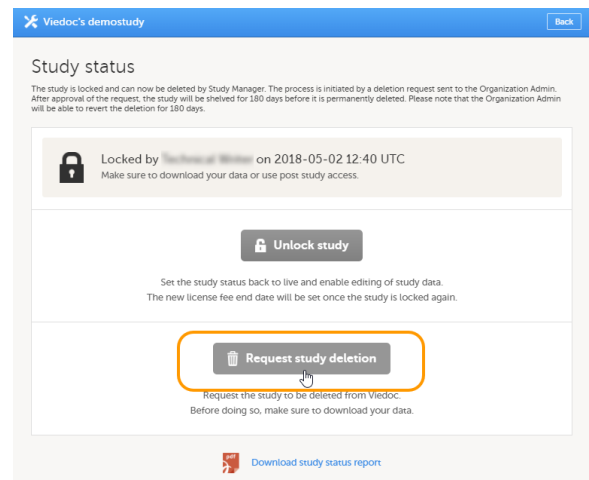 Viedoc's demostudy
Back
Study status
The study is locked and can now be deleted by Study Manager. The process is initiated by a deletion request sent to the Organization Admin.
After approval of the request, the study will be shelved for 180 days before it is permanently deleted. Please note that the Organization Admin
will be able to revert the deletion for 180 days.
Locked by on 2018-05-02 12:40 UTC
Make sure to download your data or use post study access.
Unlock study
Set the study status back to live and enable editing of study data.
The new license fee end date will be set once the study is locked again.
Request study deletion
Request the study to be deleted from Viedoc.
Before doing so, make sure to download your data.
pdf
Download study status report